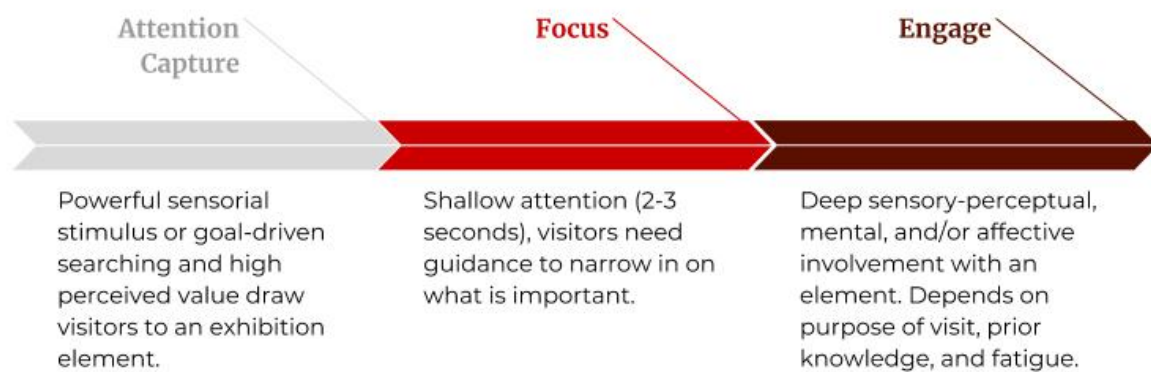 Attention
Capture
Powerful sensorial
stimulus or goal-driven
searching and high
perceived value draw
visitors to an exhibition
element.
Focus
Shallow attention (2-3
seconds), visitors need
guidance to narrow in on
what is important.
Engage
Deep sensory-perceptual,
mental, and/or affective
involvement with an
element. Depends on
purpose of visit, prior
knowledge, and fatigue.